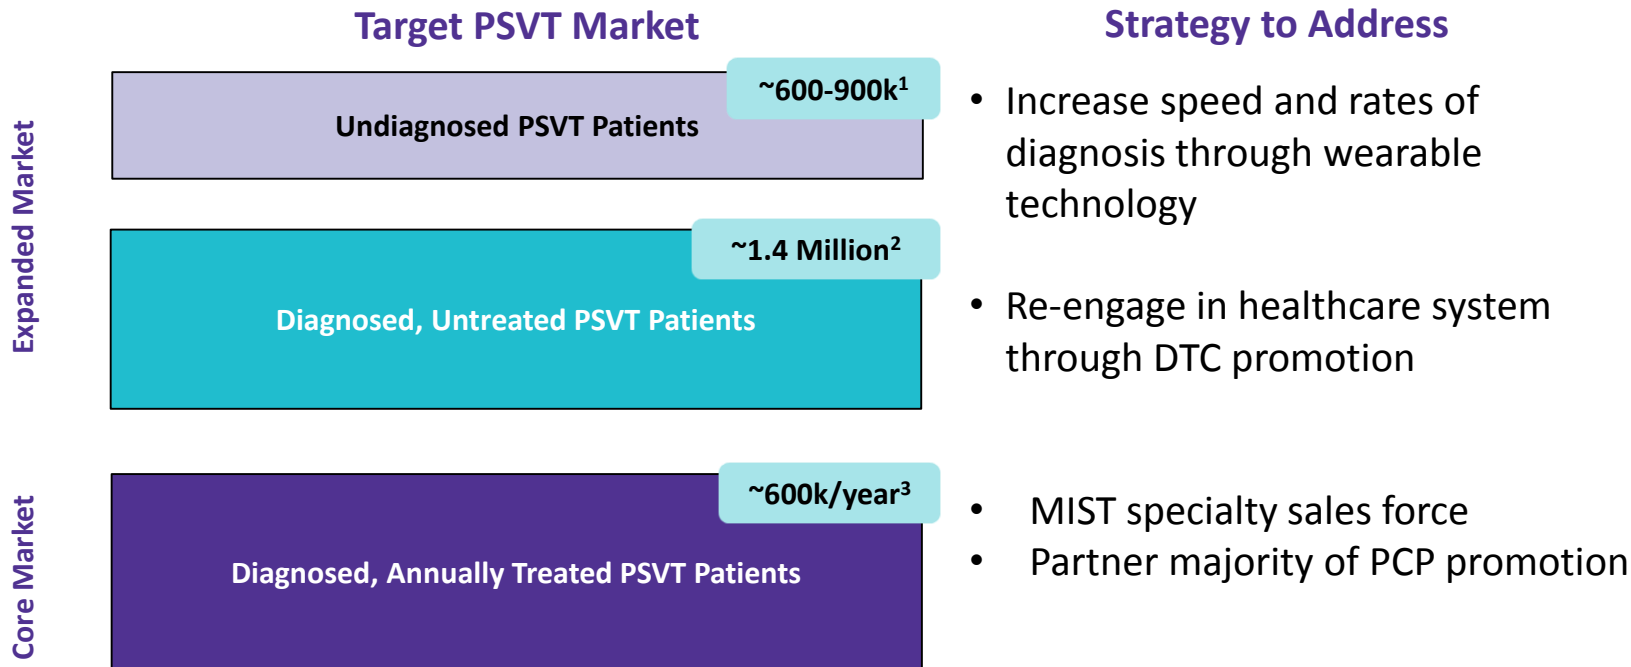 Target PSVT Market
Strategy to Address
Expanded Market
~600-900k¹
Undiagnosed PSVT Patients
• Increase speed and rates of
diagnosis through wearable
technology
~1.4 Million²
Diagnosed, Untreated PSVT Patients
• Re-engage in healthcare system
through DTC promotion
Core Market
~600k/year³
Diagnosed, Annually Treated PSVT Patients
• MIST specialty sales force
• Partner majority of PCP promotion